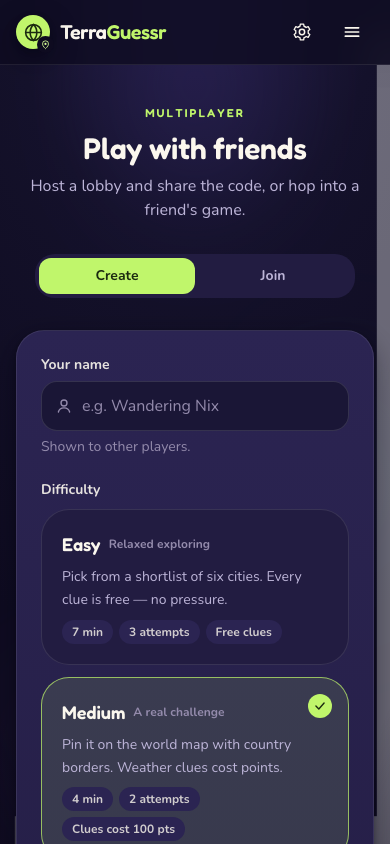 TerraGuessr
MULTIPLAYER
Play with friends
Host a lobby and share the code, or hop into a
friend's game.
Create
Join
Your name
e.g. Wandering Nix
Shown to other players.
Difficulty
Easy Relaxed exploring
Pick from a shortlist of six cities. Every
clue is free — no pressure.
7 min 3 attempts Free clues
Medium A real challenge
Pin it on the world map with country
borders. Weather clues cost points.
4 min 2 attempts
Clues cost 100 pts